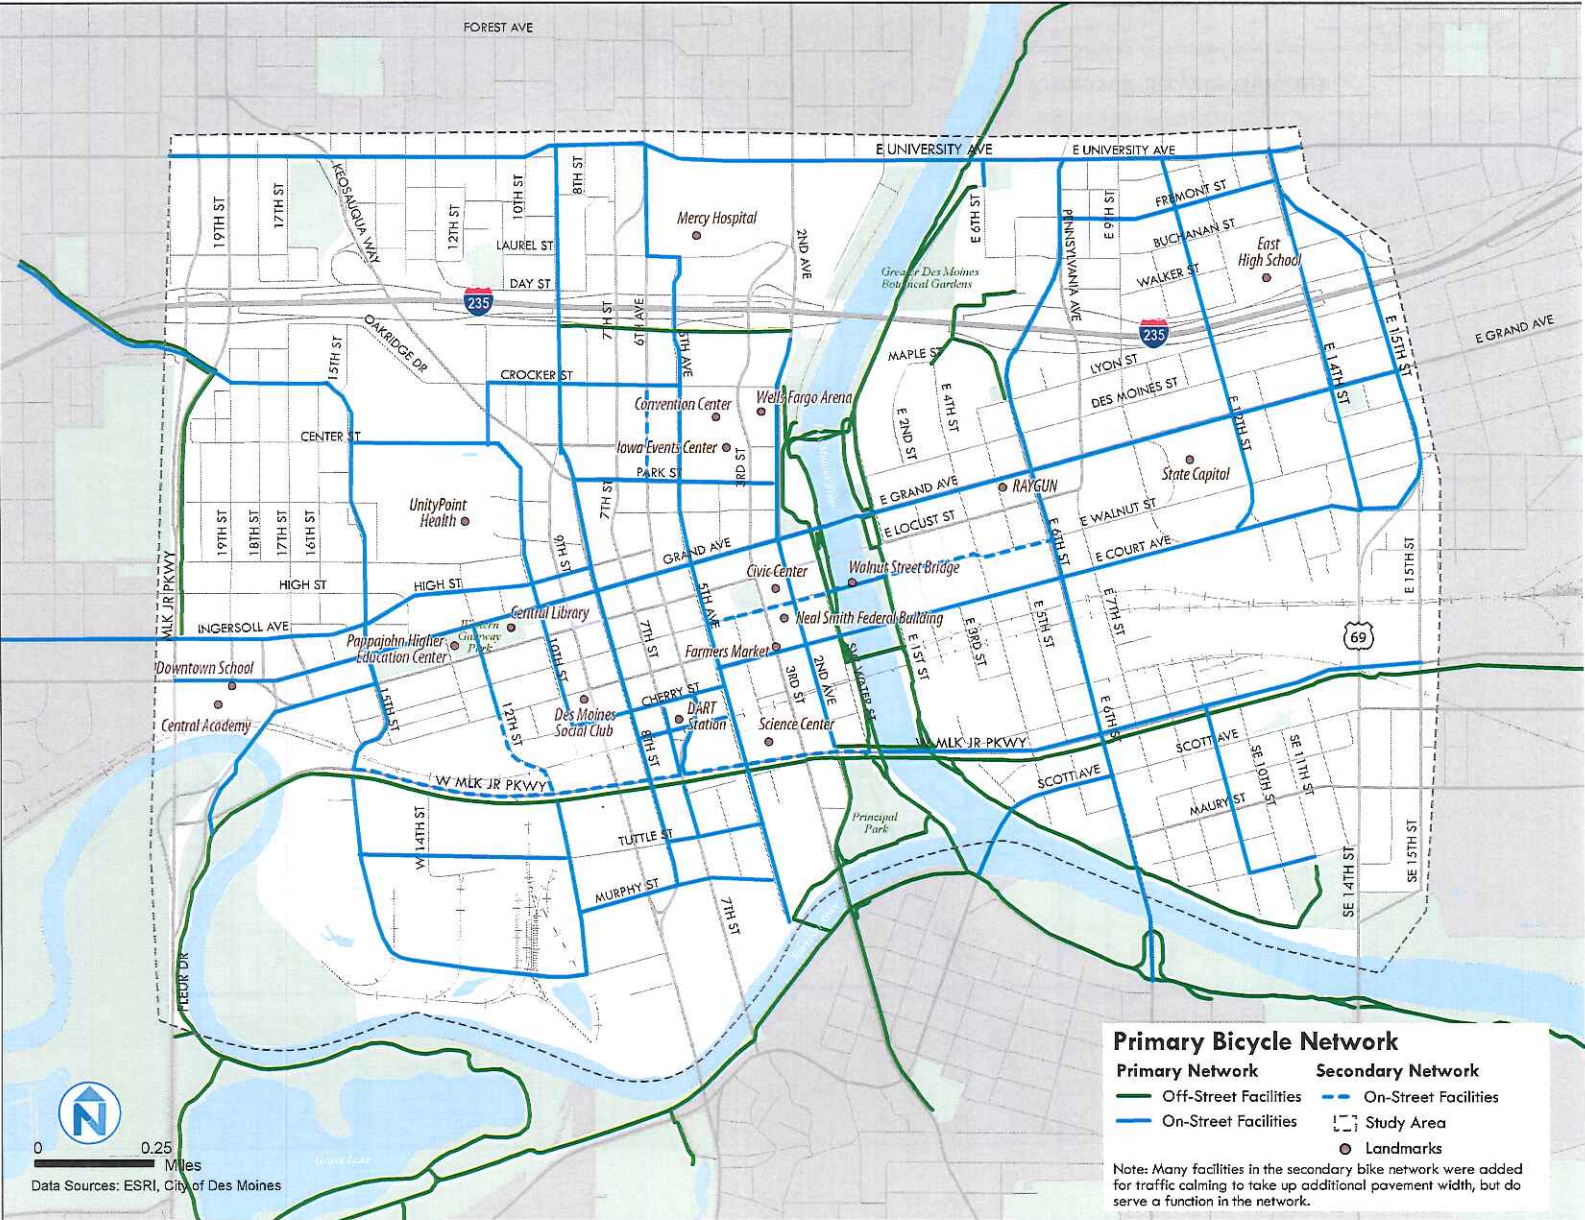 FOREST AVE
E UNIVERSITY AVE
E UNIVERSITY AVE
KEOSAUQUA WAY
8TH ST
10TH ST
17TH ST
19TH ST
12TH ST
FREMONT ST
E 9TH ST
E 6TH ST
PENNSYLVANIA AVE
Mercy Hospital
2ND AVE
LAUREL ST
BUCHANAN ST
East
High School
WALKER ST
Greater Des Moines
Botanical Gardens
DAY ST
235
235
7TH ST
6TH AVE
5TH AVE
OAKRIDGE DR
15TH ST
E GRAND AVE
E 15TH ST
E 14TH ST
MAPLE ST
LYON ST
DES MOINES ST
CROCKER ST
Convention Center
Wells Fargo Arena
E 4TH ST
E 2ND ST
E 12TH ST
CENTER ST
Iowa Events Center
PARK ST
3RD ST
State Capitol
RAYGUN
E GRAND AVE
UnityPoint
Health
7TH ST
E LOCUST ST
E WALNUT ST
19TH ST
18TH ST
17TH ST
16TH ST
MLK JR PKWY
9TH ST
GRAND AVE
E 6TH ST
E COURT AVE
Civic Center
Walnut Street Bridge
HIGH ST
HIGH ST
5TH AVE
E 15TH ST
Central Library
Neal Smith Federal Building
E 7TH ST
E 5TH ST
E 3RD ST
E 1ST ST
INGERSOLL AVE
Western
Gateway
Park
Pappajohn Higher
Education Center
7TH ST
Farmers Market
69
Downtown School
10TH ST
3RD ST
2ND AVE
SW WATER ST
CHERRY ST
DART
Station
Des Moines
Social Club
Science Center
15TH ST
12TH ST
8TH ST
Central Academy
E 6TH ST
W MLK JR PKWY
SCOTT AVE
SE 10TH ST
SE 11TH ST
W MLK JR PKWY
SCOTT AVE
MAURY ST
W 14TH ST
TUTTLE ST
Principal
Park
MURPHY ST
7TH ST
SE 14TH ST
SE 15TH ST
FLEUR DR
Primary Bicycle Network
Primary Network
Secondary Network
Off-Street Facilities
On-Street Facilities
On-Street Facilities
Study Area
Landmarks
Note: Many facilities in the secondary bike network were added
for traffic calming to take up additional pavement width, but do
serve a function in the network.
N
0 0.25
Miles
Data Sources: ESRI, City of Des Moines